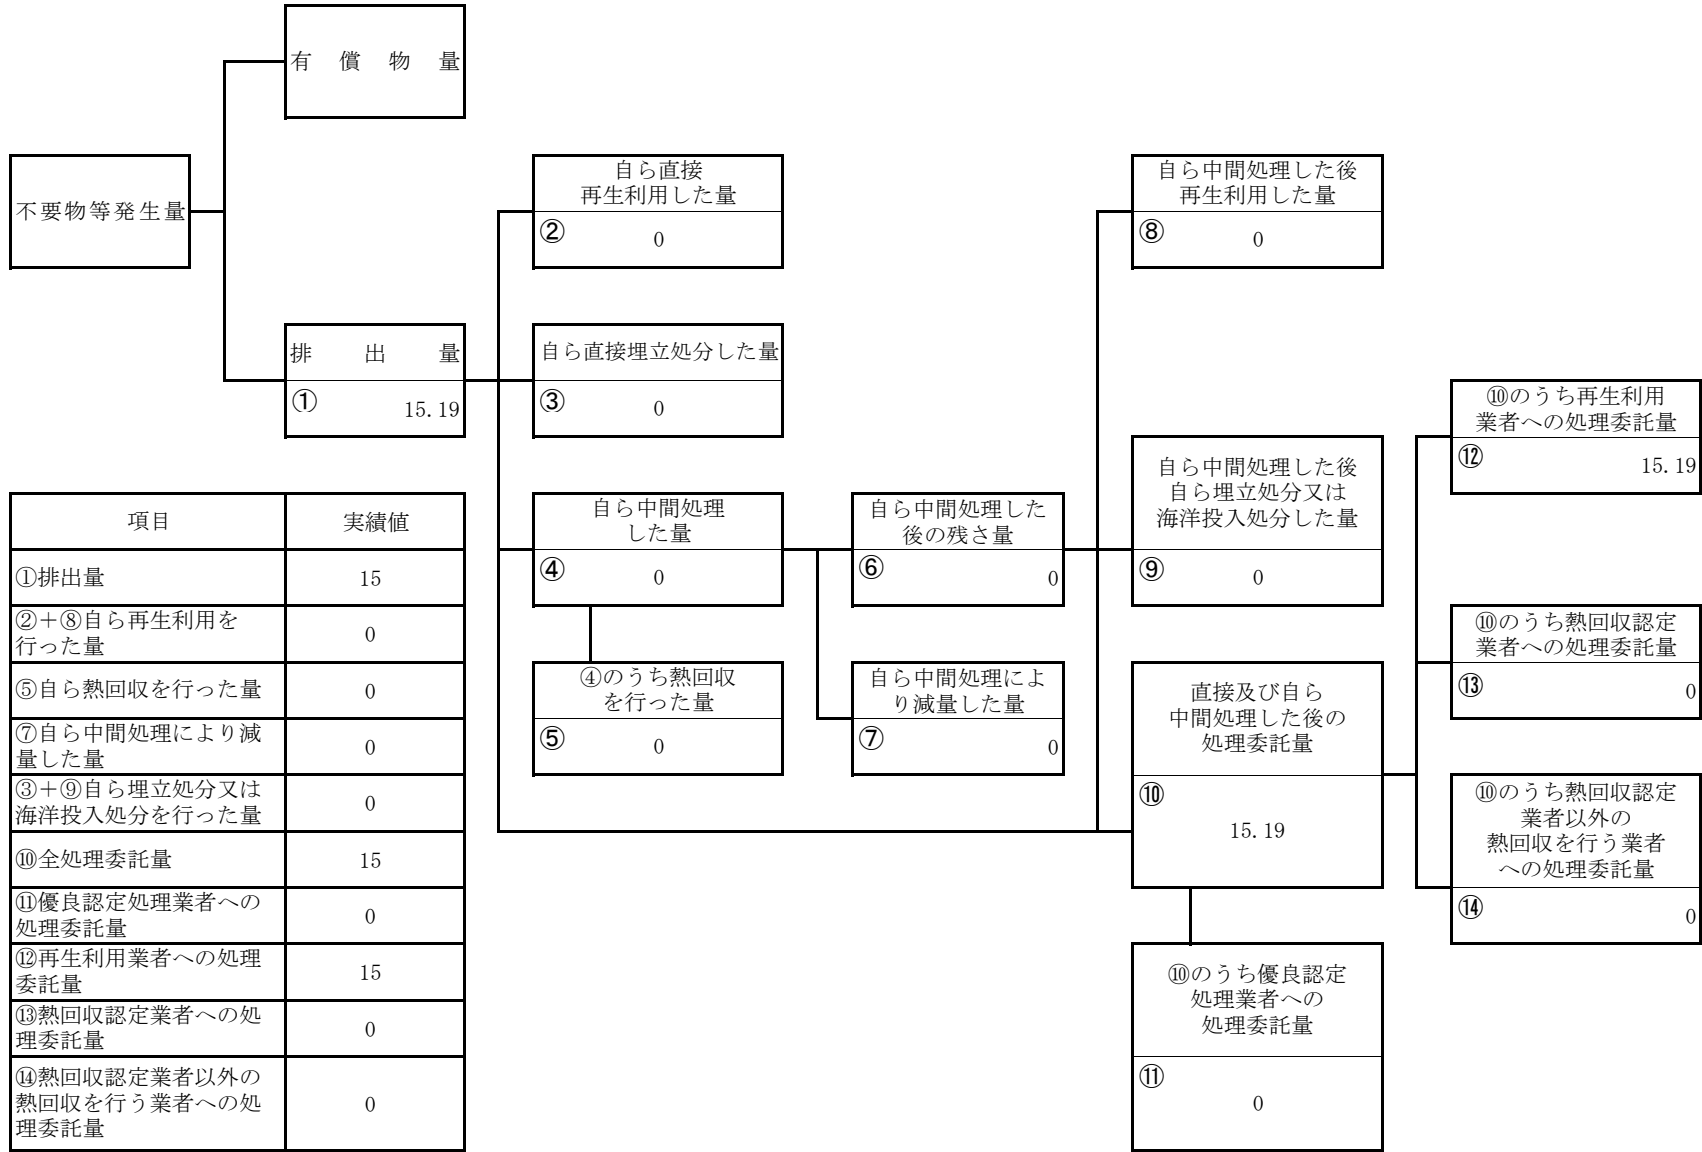 有償物量
不要物等発生量
排出量
① 15.19
自ら直接
再生利用した量
② 0
自ら直接埋立処分した量
③ 0
自ら中間処理
した量
④ 0
④のうち熱回収
を行った量
⑤ 0
自ら中間処理した
後の残さ量
⑥ 0
自ら中間処理によ
り減量した量
⑦ 0
自ら中間処理した後
再生利用した量
⑧ 0
自ら中間処理した後
自ら埋立処分又は
海洋投入処分した量
⑨ 0
直接及び自ら
中間処理した後の
処理委託量
⑩
15.19
⑩のうち優良認定
処理業者への
処理委託量
⑪
0
⑩のうち再生利用
業者への処理委託量
⑫ 15.19
⑩のうち熱回収認定
業者への処理委託量
⑬ 0
⑩のうち熱回収認定
業者以外の
熱回収を行う業者
への処理委託量
⑭ 0
項目 実績値
①排出量 15
②+⑧自ら再生利用を
行った量 0
⑤自ら熱回収を行った量 0
⑦自ら中間処理により減
量した量 0
③+⑨自ら埋立処分又は
海洋投入処分を行った量 0
⑩全処理委託量 15
⑪優良認定処理業者への
処理委託量 0
⑫再生利用業者への処理
委託量 15
⑬熱回収認定業者への処
理委託量 0
⑭熱回収認定業者以外の
熱回収を行う業者への処
理委託量 0